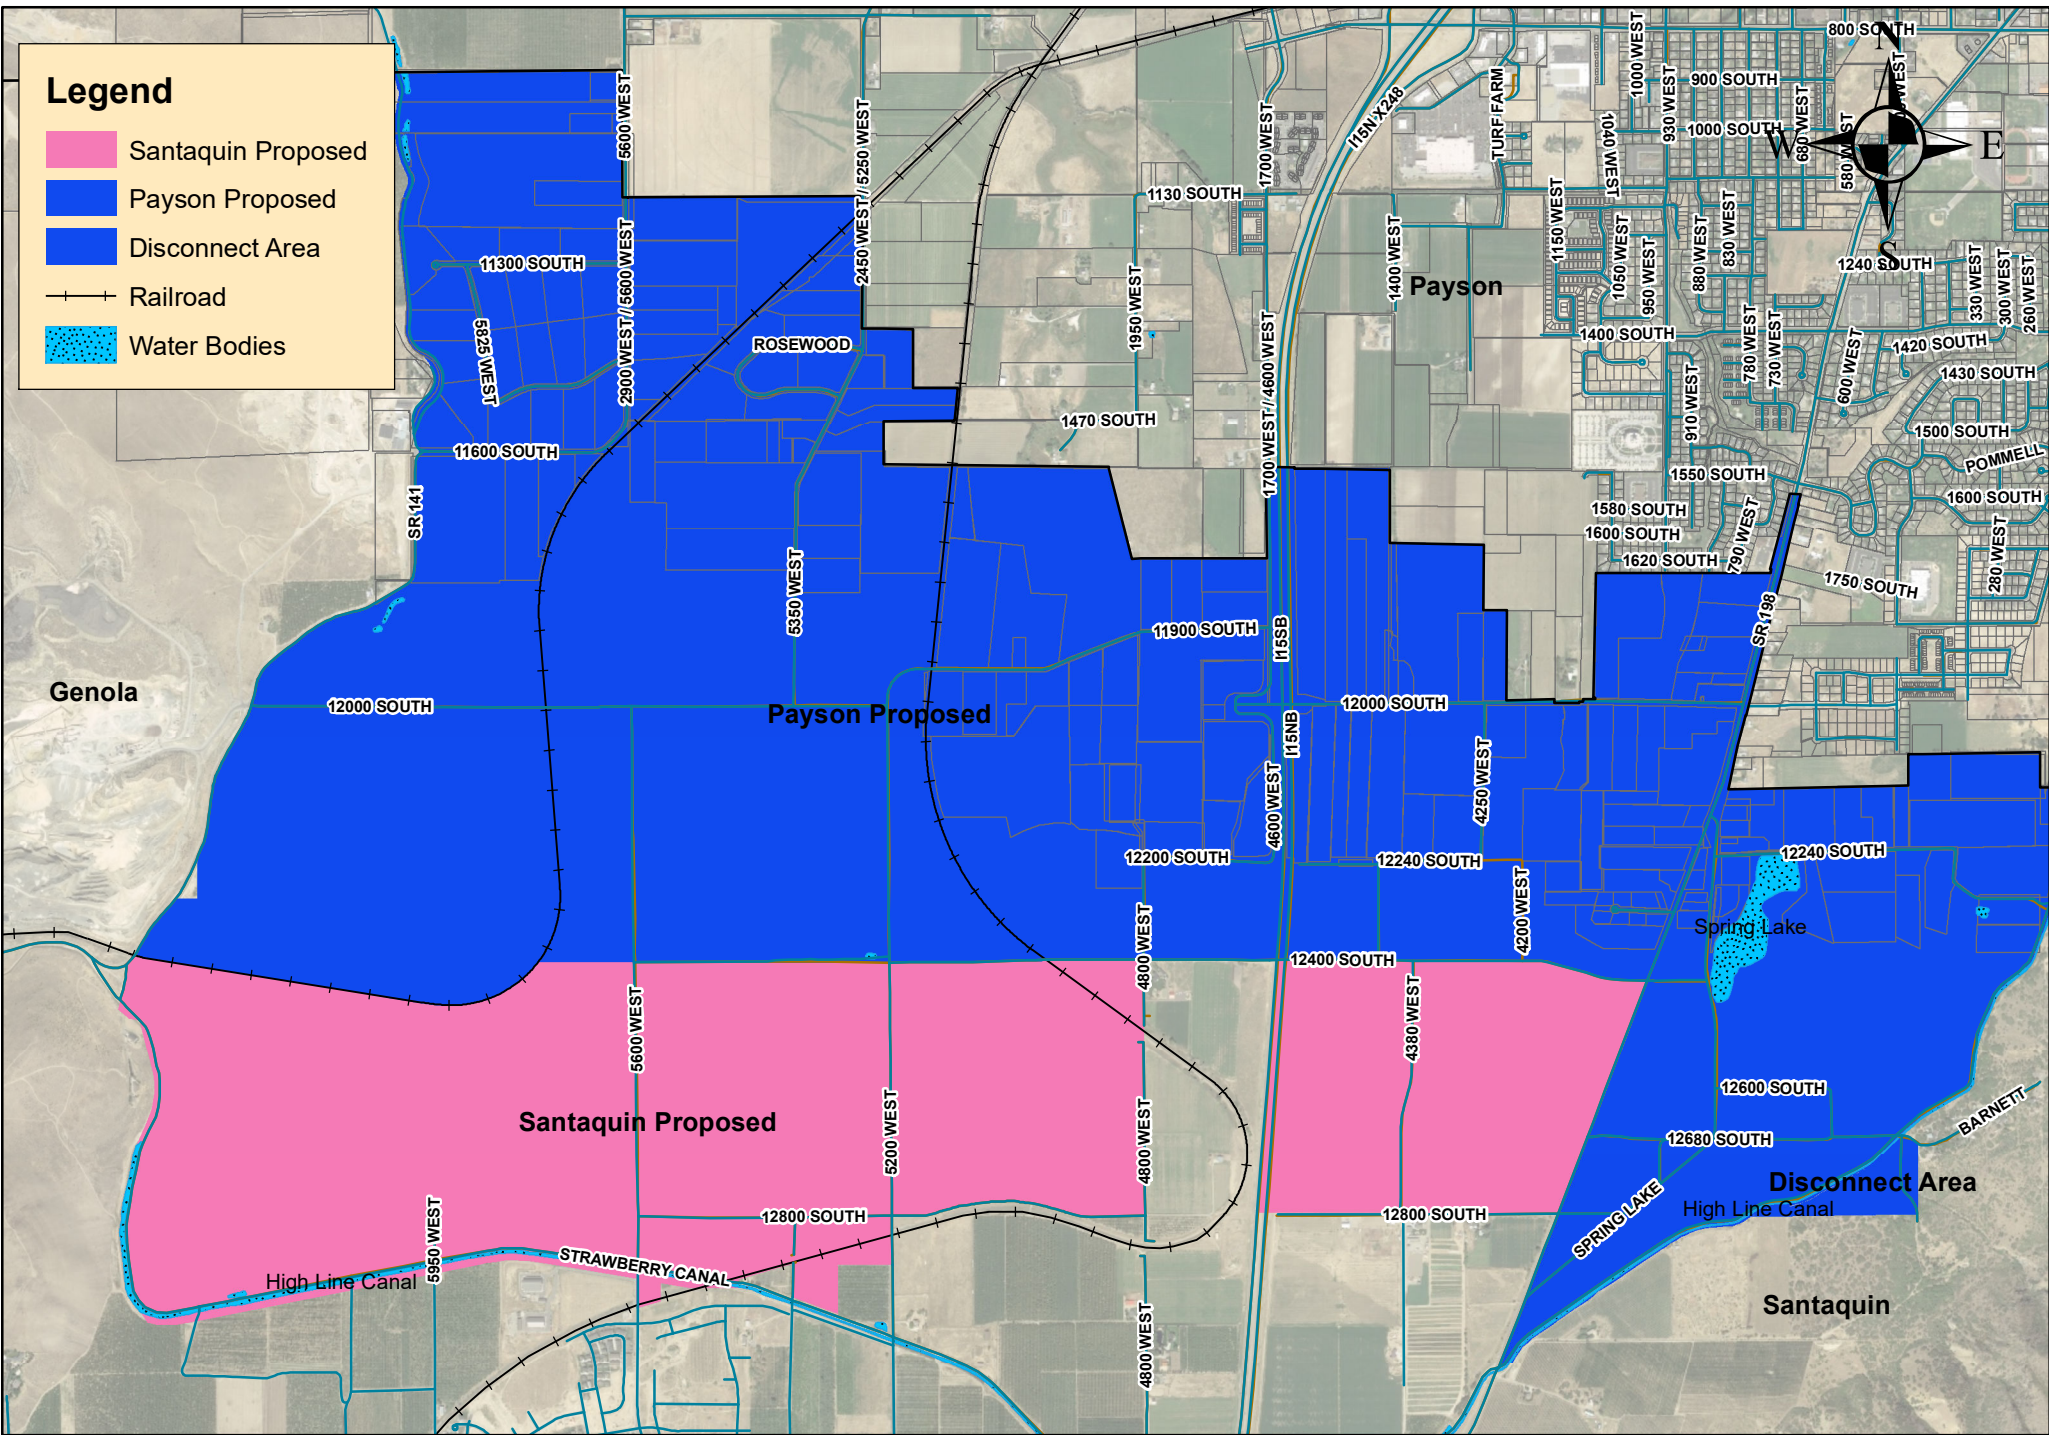 Legend
Santaquin Proposed
Payson Proposed
Disconnect Area
Railroad
Water Bodies
N
W
E
S
800 SOUTH
900 SOUTH
1000 SOUTH
1000 WEST
930 WEST
680 WEST
580 WEST
1040 WEST
TURF FARM
I15N X248
1700 WEST
5600 WEST
2450 WEST / 5250 WEST
1130 SOUTH
1150 WEST
1050 WEST
950 WEST
880 WEST
830 WEST
1240 SOUTH
330 WEST
300 WEST
260 WEST
11300 SOUTH
2900 WEST / 5600 WEST
5825 WEST
ROSEWOOD
1950 WEST
1400 WEST
Payson
1400 SOUTH
780 WEST
730 WEST
600 WEST
1420 SOUTH
1430 SOUTH
910 WEST
1470 SOUTH
1700 WEST / 4600 WEST
1500 SOUTH
POMMELL
11600 SOUTH
SR 141
1550 SOUTH
1580 SOUTH
1600 SOUTH
1600 SOUTH
1620 SOUTH
790 WEST
280 WEST
1750 SOUTH
5350 WEST
11900 SOUTH
I15SB
SR 198
Genola
12000 SOUTH
Payson Proposed
12000 SOUTH
I15NB
4250 WEST
4600 WEST
12200 SOUTH
12240 SOUTH
12240 SOUTH
4200 WEST
4800 WEST
Spring Lake
12400 SOUTH
5600 WEST
4380 WEST
5200 WEST
4800 WEST
12600 SOUTH
BARNETT
12680 SOUTH
Santaquin Proposed
Disconnect Area
High Line Canal
SPRING LAKE
12800 SOUTH
12800 SOUTH
5950 WEST
STRAWBERRY CANAL
High Line Canal
Santaquin
4800 WEST